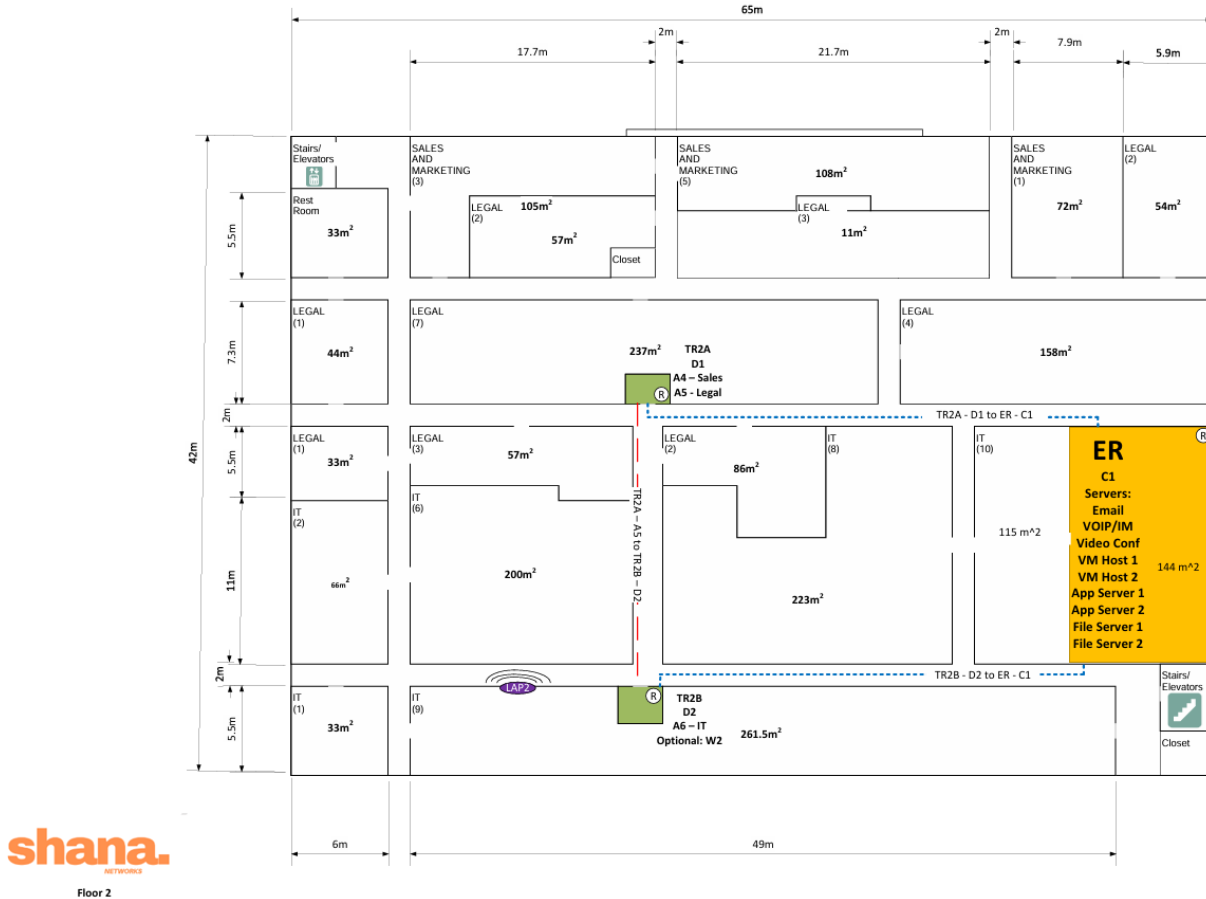 65m
2m
2m
17.7m
21.7m
7.9m
5.9m
Stairs/
Elevators
SALES
AND
MARKETING
(3)
SALES
AND
MARKETING
(5)
108m²
SALES
AND
MARKETING
(1)
LEGAL
(2)
Rest
Room
33m²
5.5m
LEGAL
(2)
105m²
57m²
Closet
LEGAL
(3)
11m²
72m²
54m²
LEGAL
(1)
44m²
7.3m
LEGAL
(7)
237m²
TR2A
D1
A4 – Sales
A5 - Legal
R
LEGAL
(4)
158m²
2m
TR2A - D1 to ER - C1
42m
LEGAL
(1)
33m²
5.5m
LEGAL
(3)
57m²
LEGAL
(2)
86m²
IT
(8)
IT
(10)
R
ER
C1
Servers:
Email
VOIP/IM
Video Conf
VM Host 1
VM Host 2
App Server 1
App Server 2
File Server 1
File Server 2
115 m^2
144 m^2
IT
(2)
66m²
11m
IT
(6)
200m²
TR2A – A5 to TR2B – D2
223m²
2m
TR2B - D2 to ER - C1
LAP2
Stairs/
Elevators
IT
(1)
33m²
5.5m
IT
(9)
R
TR2B
D2
A6 – IT
Optional: W2
261.5m²
Closet
6m
49m
shana.
NETWORKS
Floor 2